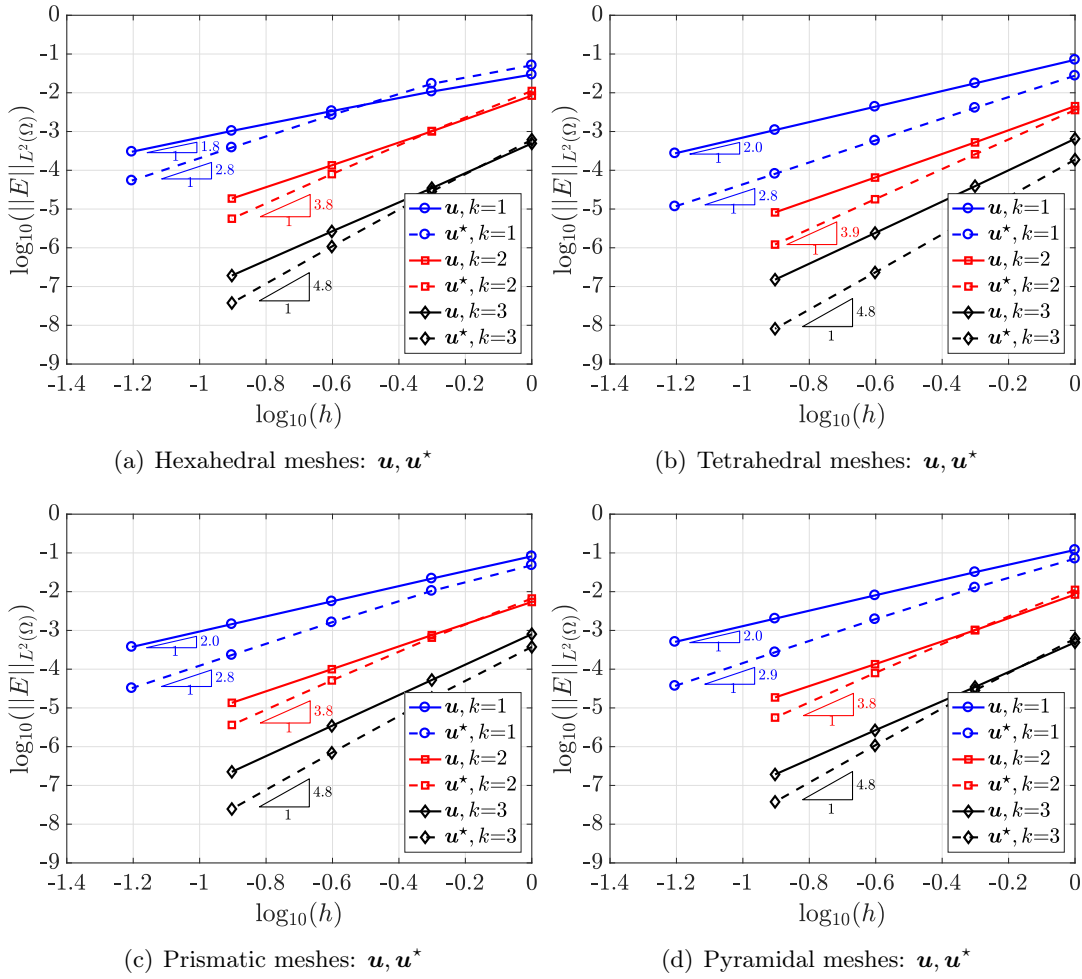 0
-1
-2
-3
-4
-5
-6
-7
-8
-9
log₁₀(||E||_{L²(Ω)})
1.8
1
2.8
1
3.8
1
4.8
1
u, k=1
u⋆, k=1
u, k=2
u⋆, k=2
u, k=3
u⋆, k=3
-1.4 -1.2 -1 -0.8 -0.6 -0.4 -0.2 0
log₁₀(h)
(a) Hexahedral meshes: u, u⋆
0
-1
-2
-3
-4
-5
-6
-7
-8
-9
log₁₀(||E||_{L²(Ω)})
2.0
1
2.8
1
3.9
1
4.8
1
u, k=1
u⋆, k=1
u, k=2
u⋆, k=2
u, k=3
u⋆, k=3
-1.4 -1.2 -1 -0.8 -0.6 -0.4 -0.2 0
log₁₀(h)
(b) Tetrahedral meshes: u, u⋆
0
-1
-2
-3
-4
-5
-6
-7
-8
-9
log₁₀(||E||_{L²(Ω)})
2.0
1
2.8
1
3.8
1
4.8
1
u, k=1
u⋆, k=1
u, k=2
u⋆, k=2
u, k=3
u⋆, k=3
-1.4 -1.2 -1 -0.8 -0.6 -0.4 -0.2 0
log₁₀(h)
(c) Prismatic meshes: u, u⋆
0
-1
-2
-3
-4
-5
-6
-7
-8
-9
log₁₀(||E||_{L²(Ω)})
2.0
1
2.9
1
3.8
1
4.8
1
u, k=1
u⋆, k=1
u, k=2
u⋆, k=2
u, k=3
u⋆, k=3
-1.4 -1.2 -1 -0.8 -0.6 -0.4 -0.2 0
log₁₀(h)
(d) Pyramidal meshes: u, u⋆